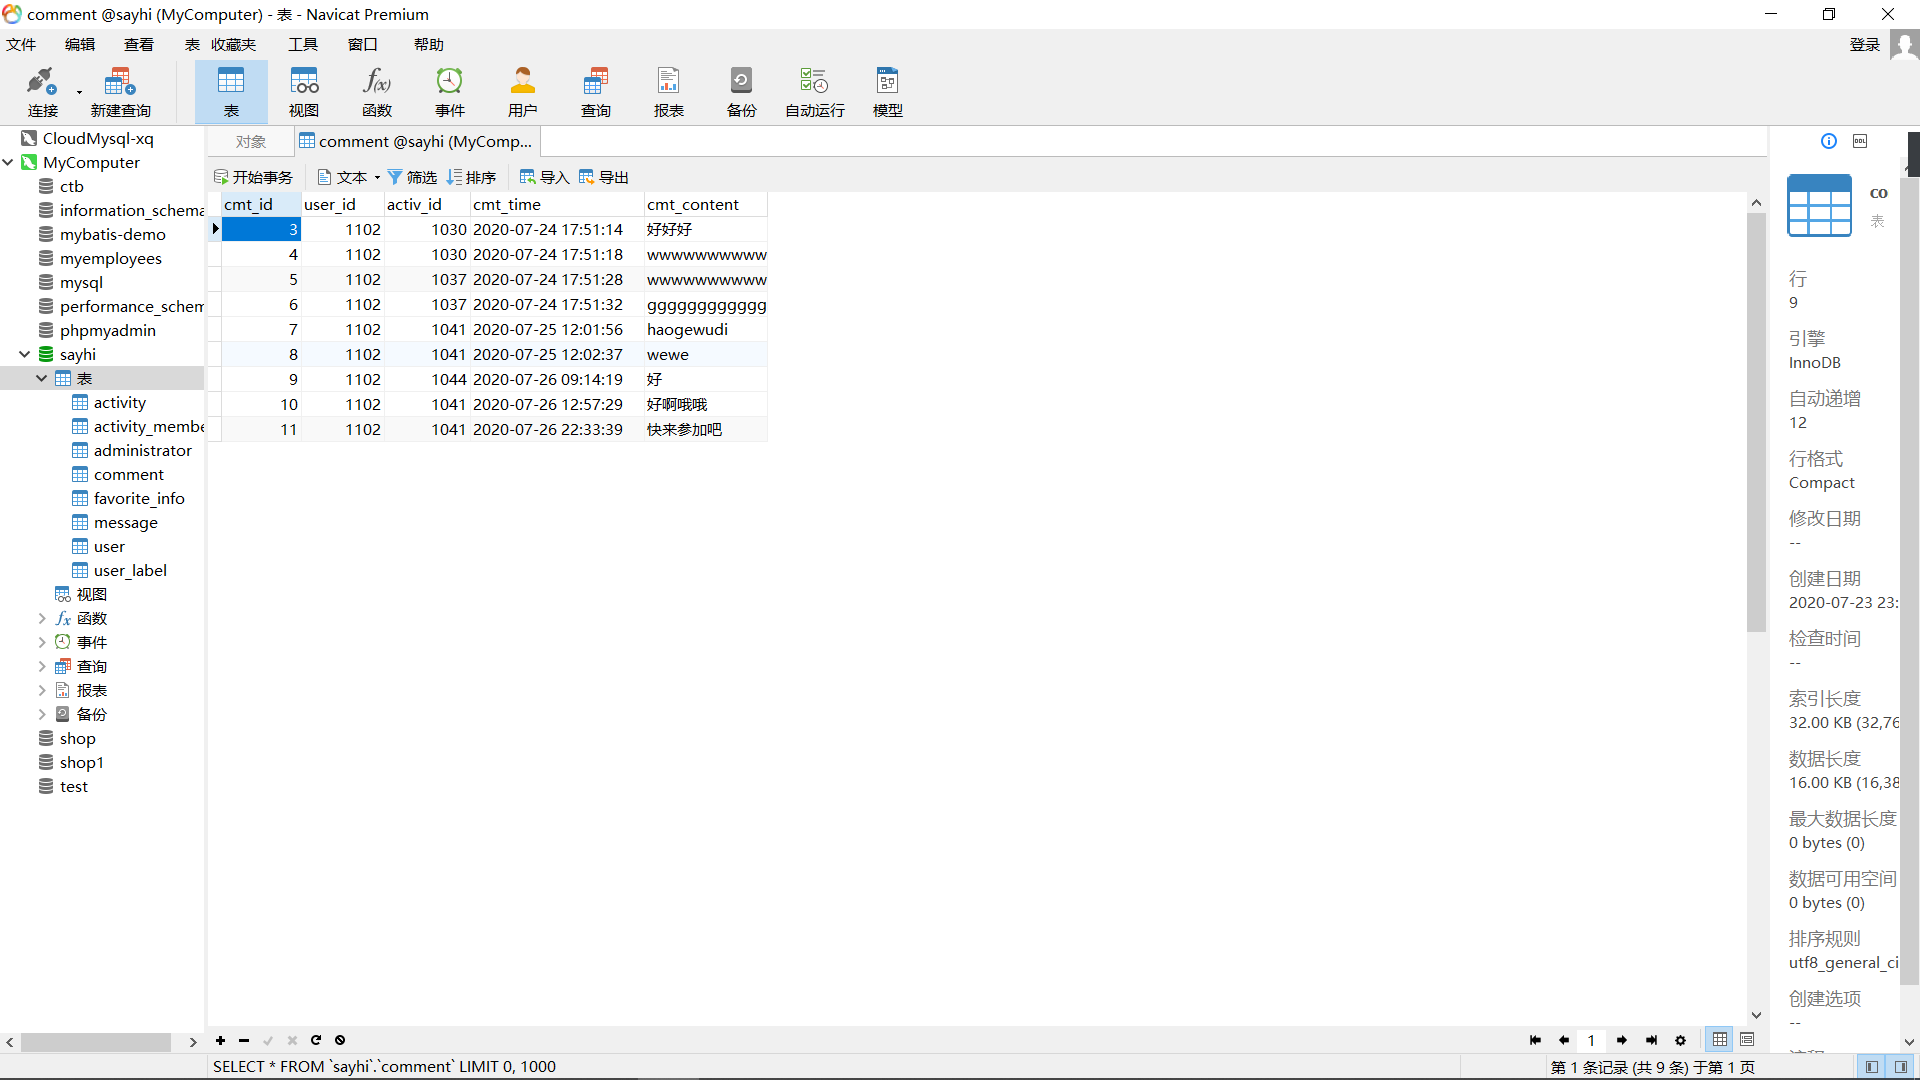 comment @sayhi (MyComputer) - 表 - Navicat Premium
文件 编辑 查看 表 收藏夹 工具 窗口 帮助 登录
连接 新建查询 表 视图 函数 事件 用户 查询 报表 备份 自动运行 模型
CloudMysql-xq
MyComputer
ctb
information_schema
mybatis-demo
myemployees
mysql
performance_schem
phpmyadmin
sayhi
表
activity
activity_membe
administrator
comment
favorite_info
message
user
user_label
视图
函数
事件
查询
报表
备份
shop
shop1
test
对象 comment @sayhi (MyComp...
开始事务 文本 筛选 排序 导入 导出
cmt_id user_id activ_id cmt_time cmt_content
3 1102 1030 2020-07-24 17:51:14 好好好
4 1102 1030 2020-07-24 17:51:18 wwwwwwwwww
5 1102 1037 2020-07-24 17:51:28 wwwwwwwwww
6 1102 1037 2020-07-24 17:51:32 gggggggggggg
7 1102 1041 2020-07-25 12:01:56 haogewudi
8 1102 1041 2020-07-25 12:02:37 wewe
9 1102 1044 2020-07-26 09:14:19 好
10 1102 1041 2020-07-26 12:57:29 好啊哦哦
11 1102 1041 2020-07-26 22:33:39 快来参加吧
DDL
co
表
行
9
引擎
InnoDB
自动递增
12
行格式
Compact
修改日期
--
创建日期
2020-07-23 23:
检查时间
--
索引长度
32.00 KB (32,76
数据长度
16.00 KB (16,38
最大数据长度
0 bytes (0)
数据可用空间
0 bytes (0)
排序规则
utf8_general_ci
创建选项
--
1
SELECT * FROM `sayhi`.`comment` LIMIT 0, 1000
第 1 条记录 (共 9 条) 于第 1 页